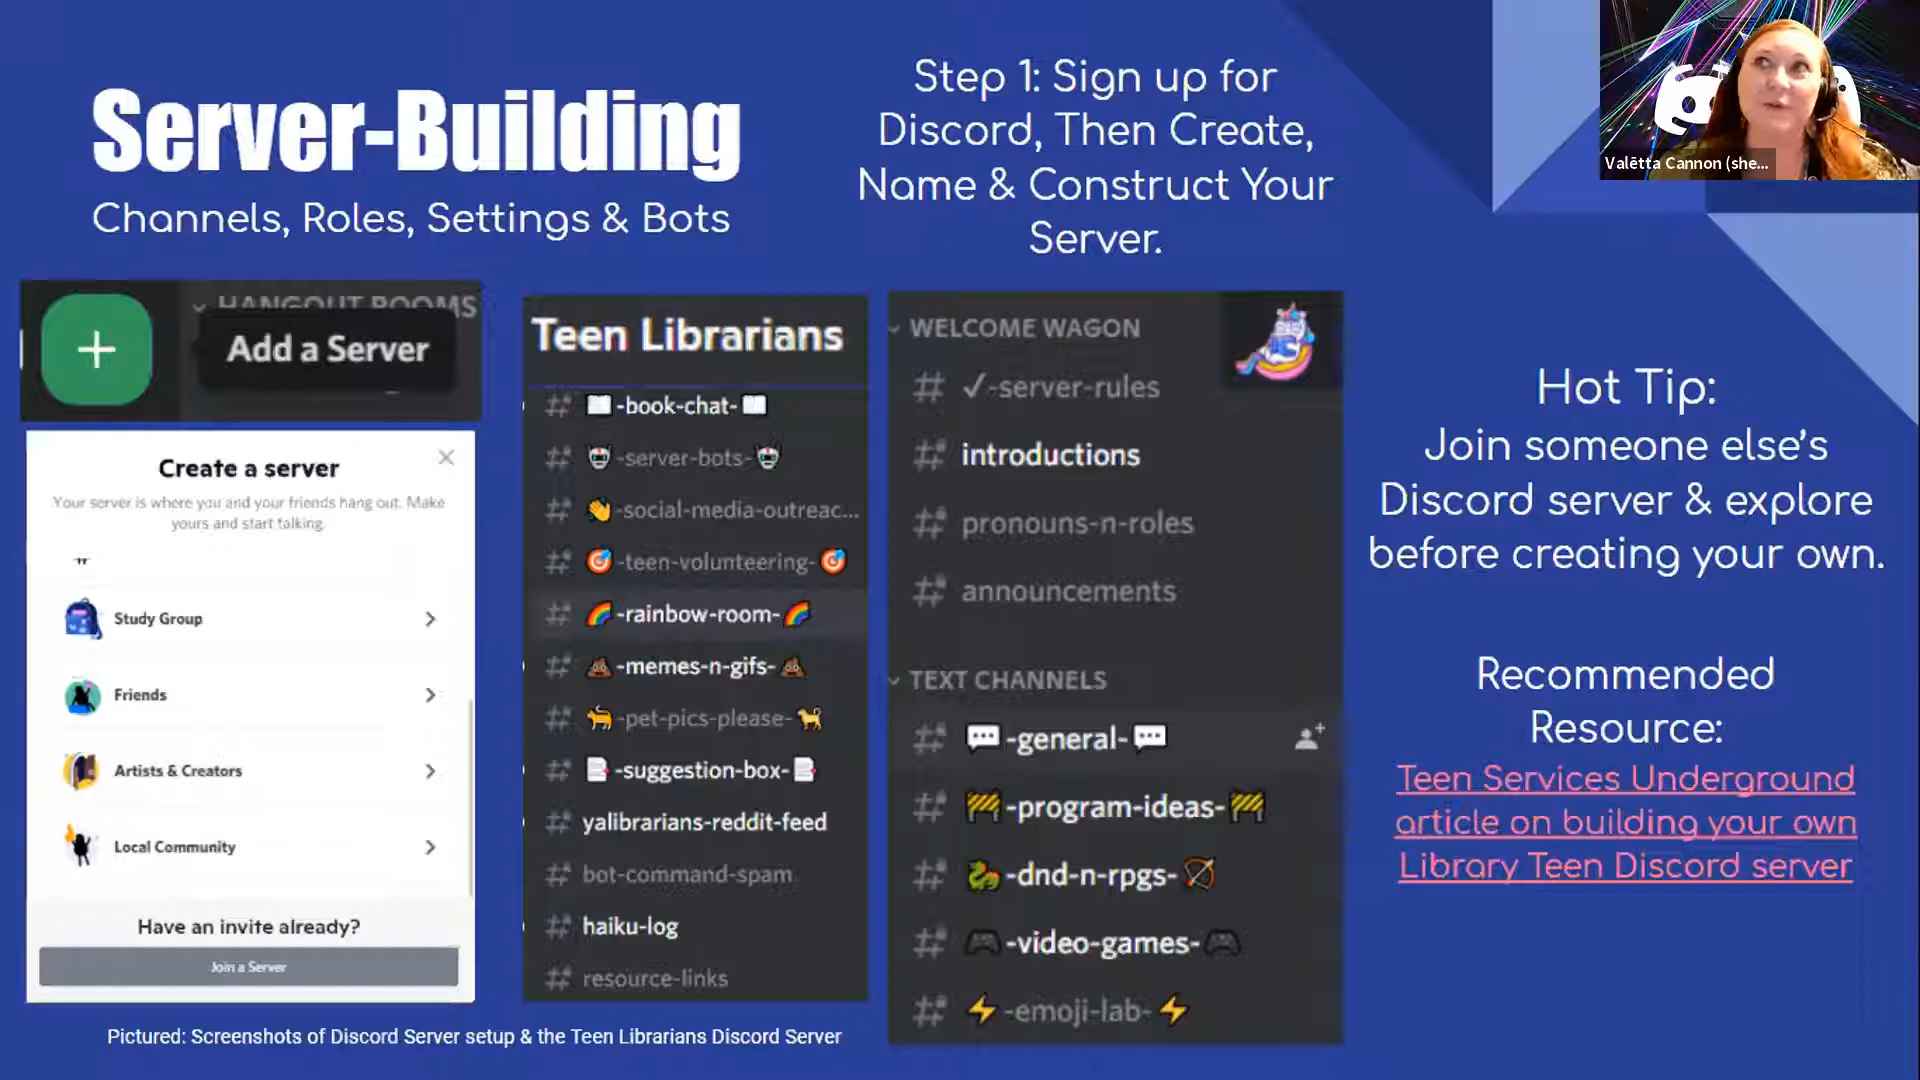 Server-Building
Channels, Roles, Settings & Bots
Step 1: Sign up for
Discord, Then Create,
Name & Construct Your
Server.
Valētta Cannon (she...
HANGOUT ROOMS
Add a Server
Create a server
Your server is where you and your friends hang out. Make
yours and start talking.
Study Group
Friends
Artists & Creators
Local Community
Have an invite already?
Join a Server
Teen Librarians
# 📖-book-chat-📖
# 🤖-server-bots-🤖
# 👋-social-media-outreac...
# 🎯-teen-volunteering-🎯
# 🌈-rainbow-room-🌈
# 💩-memes-n-gifs-💩
# 🐈-pet-pics-please-🐕
# 📑-suggestion-box-📑
# yalibrarians-reddit-feed
# bot-command-spam
# haiku-log
# resource-links
WELCOME WAGON
# ✓-server-rules
# introductions
# pronouns-n-roles
# announcements
TEXT CHANNELS
# 💬-general-💬
# 🚧-program-ideas-🚧
# 🐉-dnd-n-rpgs-🏹
# 🎮-video-games-🎮
# ⚡-emoji-lab-⚡
Hot Tip:
Join someone else's
Discord server & explore
before creating your own.
Recommended
Resource:
Teen Services Underground
article on building your own
Library Teen Discord server
Pictured: Screenshots of Discord Server setup & the Teen Librarians Discord Server